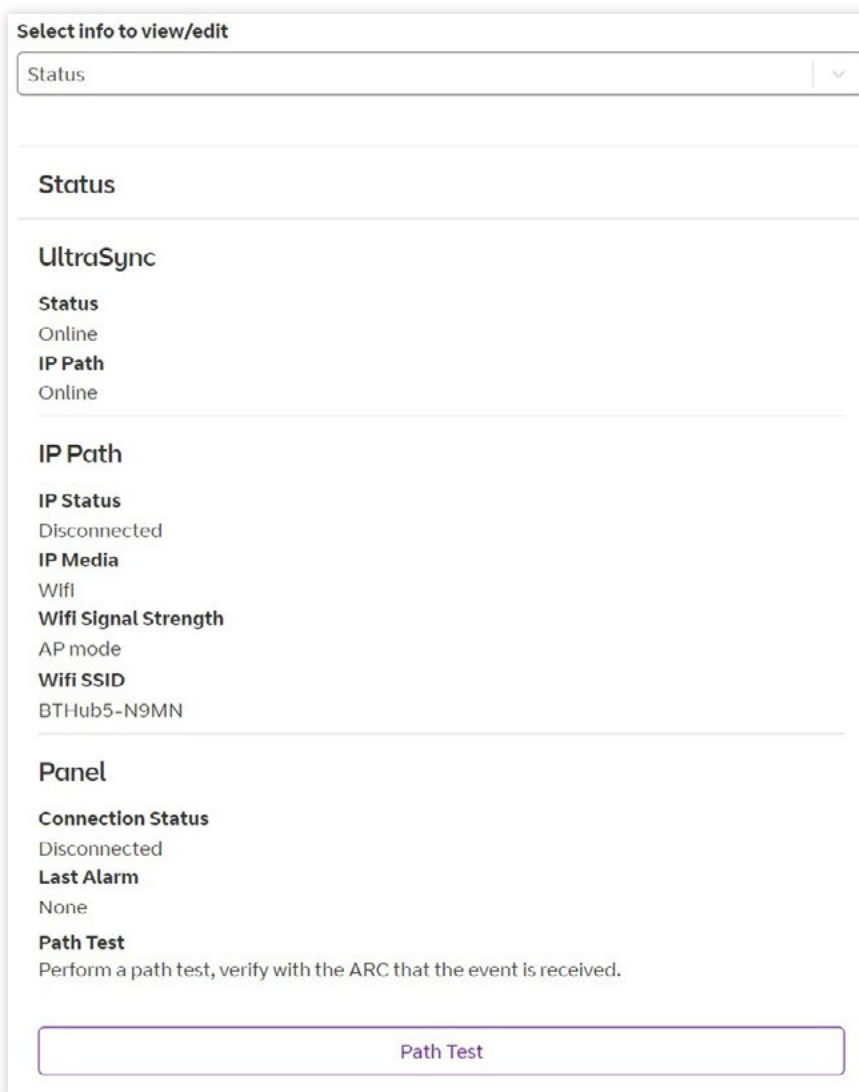 Select info to view/edit
Status
Status
UltraSync
Status
Online
IP Path
Online
IP Path
IP Status
Disconnected
IP Media
Wifi
Wifi Signal Strength
AP mode
Wifi SSID
BTHub5-N9MN
Panel
Connection Status
Disconnected
Last Alarm
None
Path Test
Perform a path test, verify with the ARC that the event is received.
Path Test